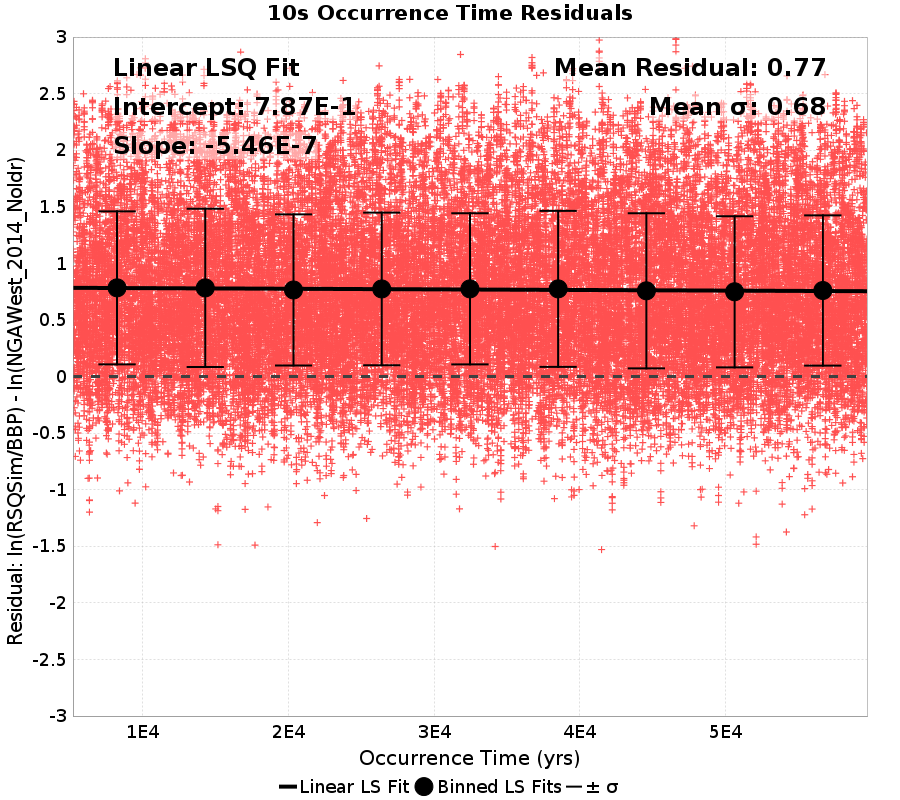 10s Occurrence Time Residuals
Linear LSQ Fit
Intercept: 7.87E-1
Slope: -5.46E-7
Mean Residual: 0.77
Mean σ: 0.68
Residual: ln(RSQSim/BBP) - ln(NGAWest_2014_NoIdr)
3
2.5
2
1.5
1
0.5
0
-0.5
-1
-1.5
-2
-2.5
-3
1E4 2E4 3E4 4E4 5E4
Occurrence Time (yrs)
Linear LS Fit Binned LS Fits ± σ